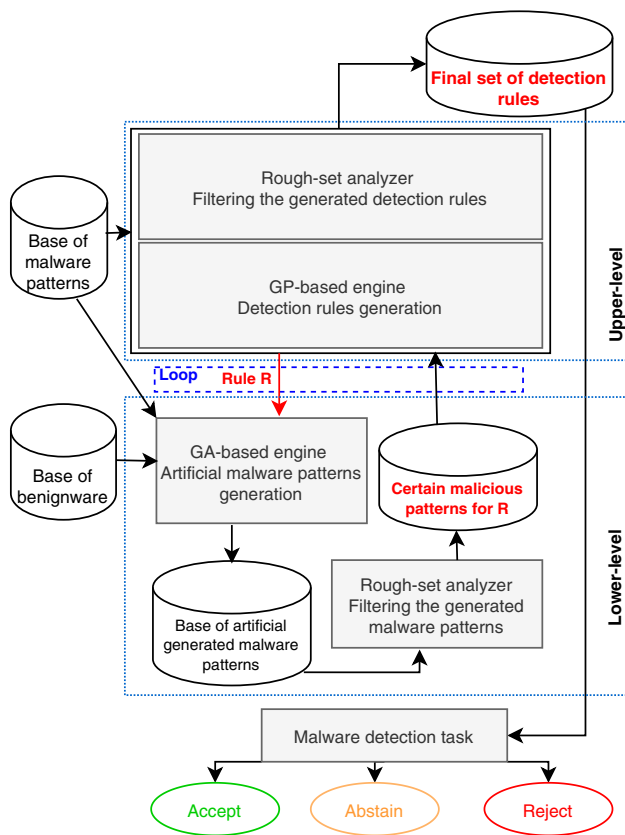 Final set of detection
rules
Rough-set analyzer
Filtering the generated detection rules
Base of
malware
patterns
GP-based engine
Detection rules generation
Upper-level
Loop
Rule R
GA-based engine
Artificial malware patterns
generation
Base of
benignware
Certain malicious
patterns for R
Rough-set analyzer
Filtering the generated
malware patterns
Base of artificial
generated malware
patterns
Lower-level
Malware detection task
Accept
Abstain
Reject